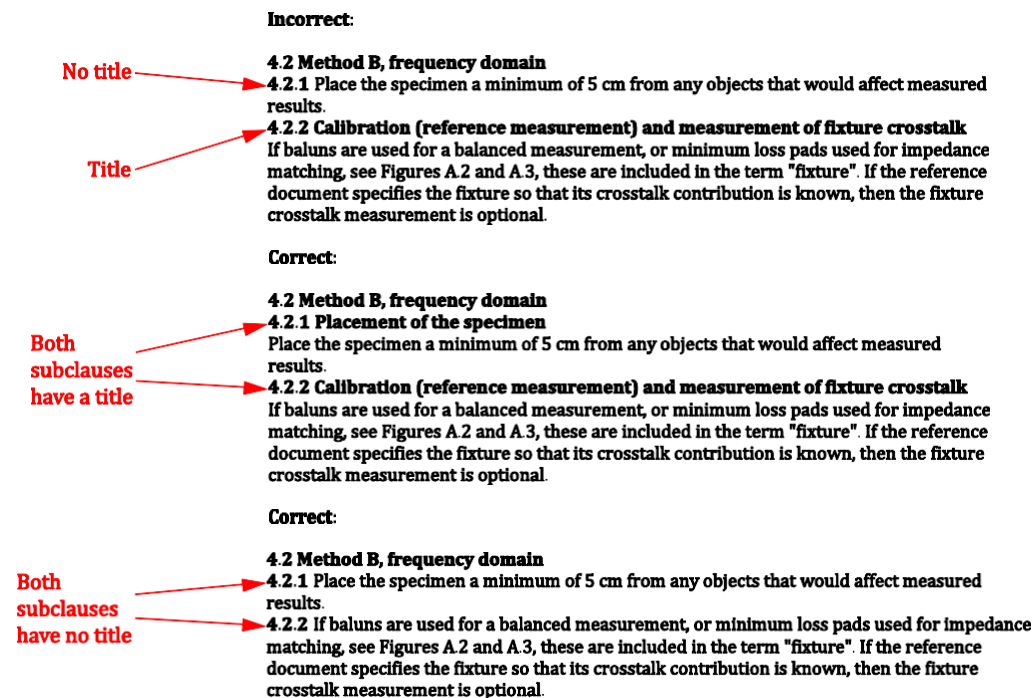 Incorrect:
4.2 Method B, frequency domain
No title
4.2.1 Place the specimen a minimum of 5 cm from any objects that would affect measured
results.
4.2.2 Calibration (reference measurement) and measurement of fixture crosstalk
Title
If baluns are used for a balanced measurement, or minimum loss pads used for impedance
matching, see Figures A.2 and A.3, these are included in the term "fixture". If the reference
document specifies the fixture so that its crosstalk contribution is known, then the fixture
crosstalk measurement is optional.
Correct:
4.2 Method B, frequency domain
4.2.1 Placement of the specimen
Both
subclauses
have a title
Place the specimen a minimum of 5 cm from any objects that would affect measured
results.
4.2.2 Calibration (reference measurement) and measurement of fixture crosstalk
If baluns are used for a balanced measurement, or minimum loss pads used for impedance
matching, see Figures A.2 and A.3, these are included in the term "fixture". If the reference
document specifies the fixture so that its crosstalk contribution is known, then the fixture
crosstalk measurement is optional.
Correct:
4.2 Method B, frequency domain
Both
subclauses
have no title
4.2.1 Place the specimen a minimum of 5 cm from any objects that would affect measured
results.
4.2.2 If baluns are used for a balanced measurement, or minimum loss pads used for impedance
matching, see Figures A.2 and A.3, these are included in the term "fixture". If the reference
document specifies the fixture so that its crosstalk contribution is known, then the fixture
crosstalk measurement is optional.